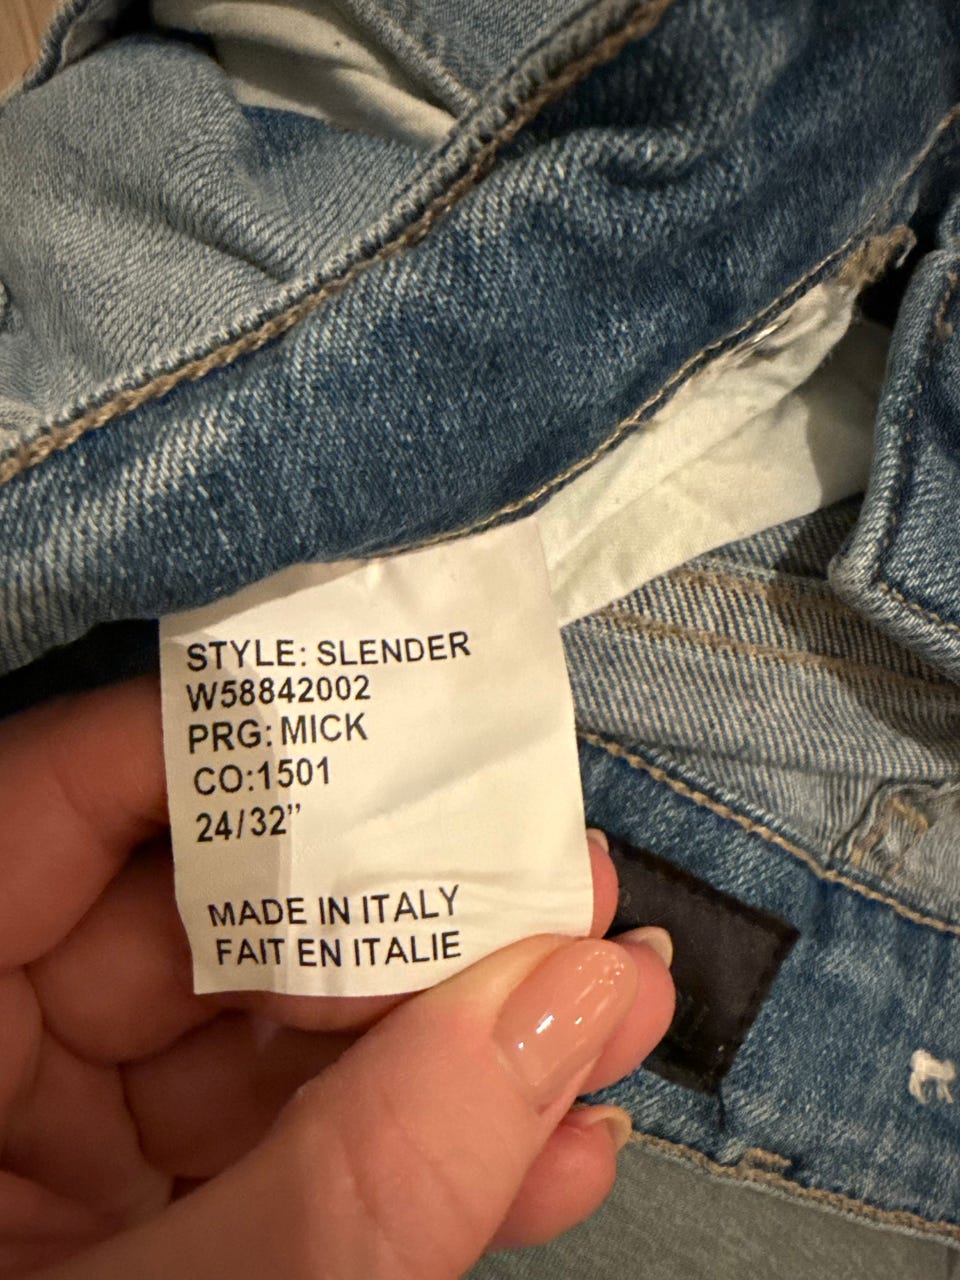 STYLE: SLENDER
W58842002
PRG: MICK
CO:1501
24/32”
MADE IN ITALY
FAIT EN ITALIE